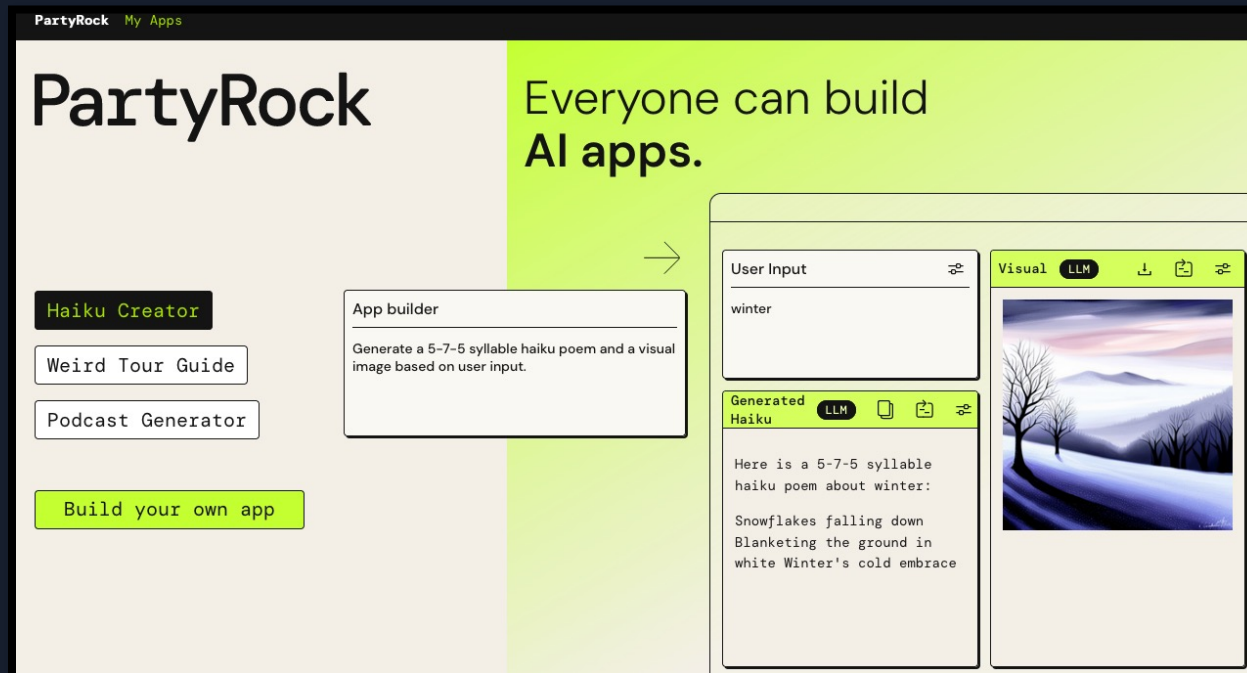 PartyRock My Apps
PartyRock
Everyone can build
AI apps.
Haiku Creator
Weird Tour Guide
Podcast Generator
Build your own app
App builder
Generate a 5-7-5 syllable haiku poem and a visual
image based on user input.
User Input
winter
Generated
Haiku
LLM
Here is a 5-7-5 syllable
haiku poem about winter:
Snowflakes falling down
Blanketing the ground in
white Winter's cold embrace
Visual LLM